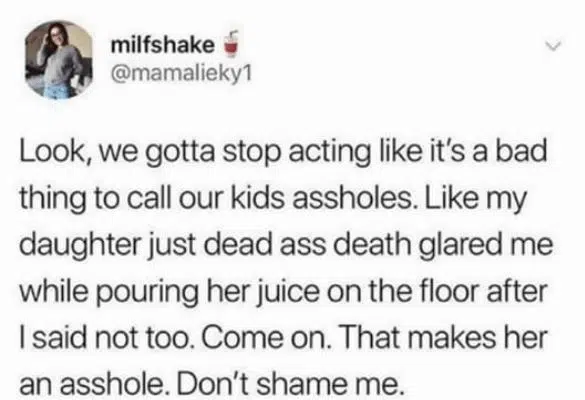 milfshake
@mamalieky1
Look, we gotta stop acting like it's a bad
thing to call our kids assholes. Like my
daughter just dead ass death glared me
while pouring her juice on the floor after
I said not too. Come on. That makes her
an asshole. Don't shame me.